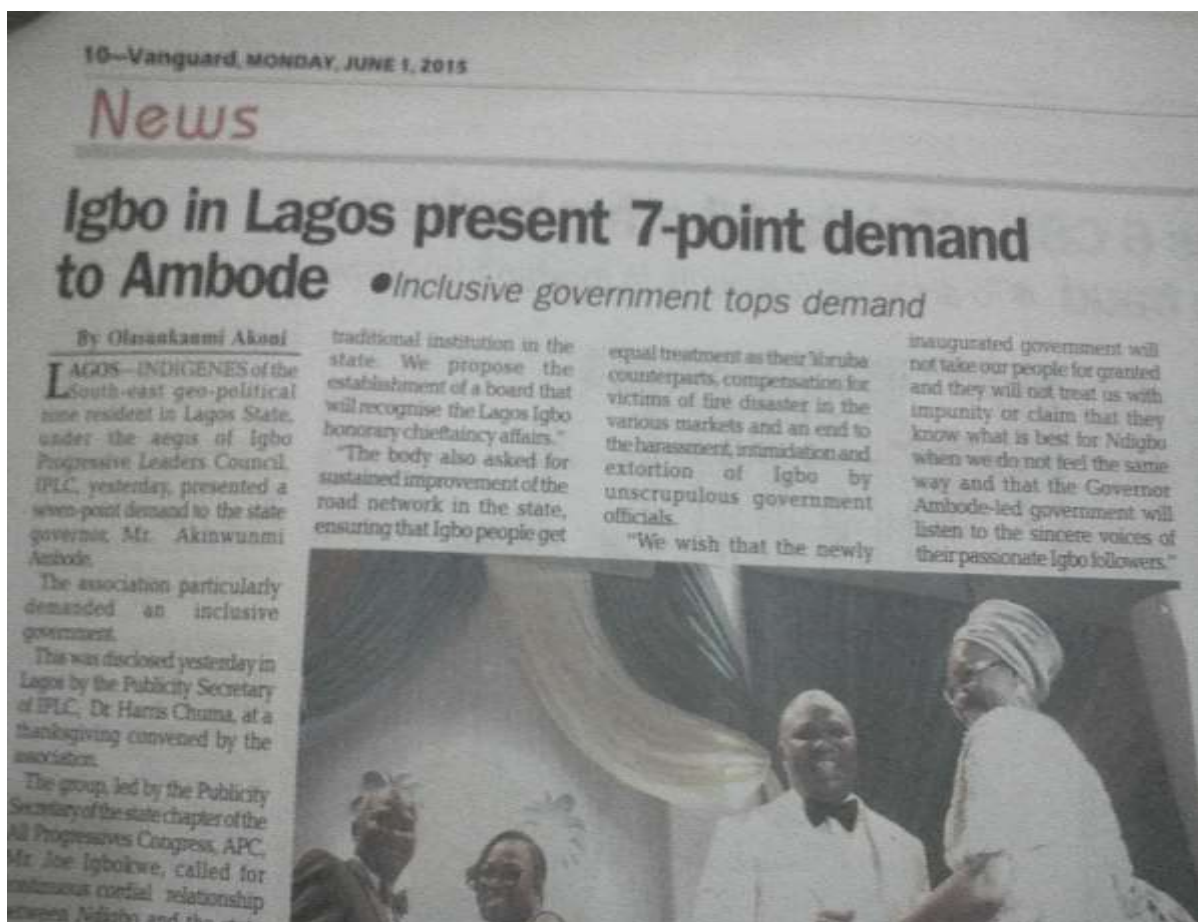 10—Vanguard, MONDAY, JUNE 1, 2015
News
Igbo in Lagos present 7-point demand
to Ambode ●Inclusive government tops demand
By Olasunkanmi Akoni
LAGOS—INDIGENES of the
South-east geo-political
zone resident in Lagos State,
under the aegis of Igbo
Progressive Leaders Council,
IPLC, yesterday, presented a
seven-point demand to the state
governor, Mr. Akinwunmi
Ambode.
The association particularly
demanded an inclusive
government.
This was disclosed yesterday in
Lagos by the Publicity Secretary
of IPLC, Dr. Harris Chuma, at a
thanksgiving convened by the
association.
The group, led by the Publicity
Secretary of the state chapter of the
All Progressives Congress, APC,
Mr. Joe Igbokwe, called for
continuous cordial relationship
between Ndigbo and the
traditional institution in the
state. We propose the
establishment of a board that
will recognise the Lagos Igbo
honorary chieftaincy affairs."
"The body also asked for
sustained improvement of the
road network in the state,
ensuring that Igbo people get
equal treatment as their Yoruba
counterparts, compensation for
victims of fire disaster in the
various markets and an end to
the harassment, intimidation and
extortion of Igbo by
unscrupulous government
officials.
"We wish that the newly
inaugurated government will
not take our people for granted
and they will not treat us with
impunity or claim that they
know what is best for Ndigbo
when we do not feel the same
way and that the Governor
Ambode-led government will
listen to the sincere voices of
their passionate Igbo followers."